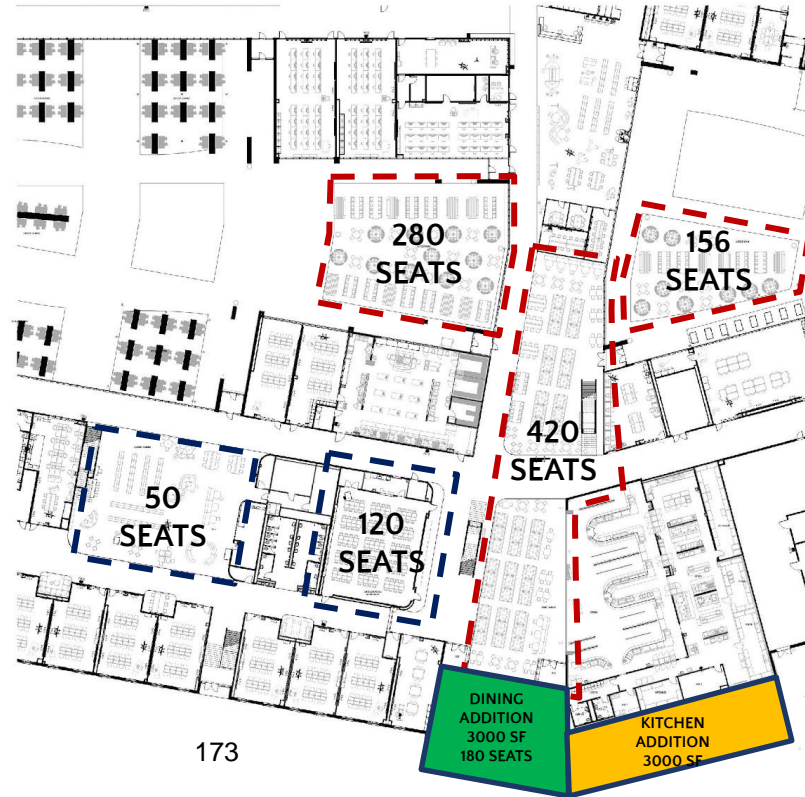 280
SEATS
156
SEATS
420
SEATS
50
SEATS
120
SEATS
DINING
ADDITION
3000 SF
180 SEATS
KITCHEN
ADDITION
3000 SF
173